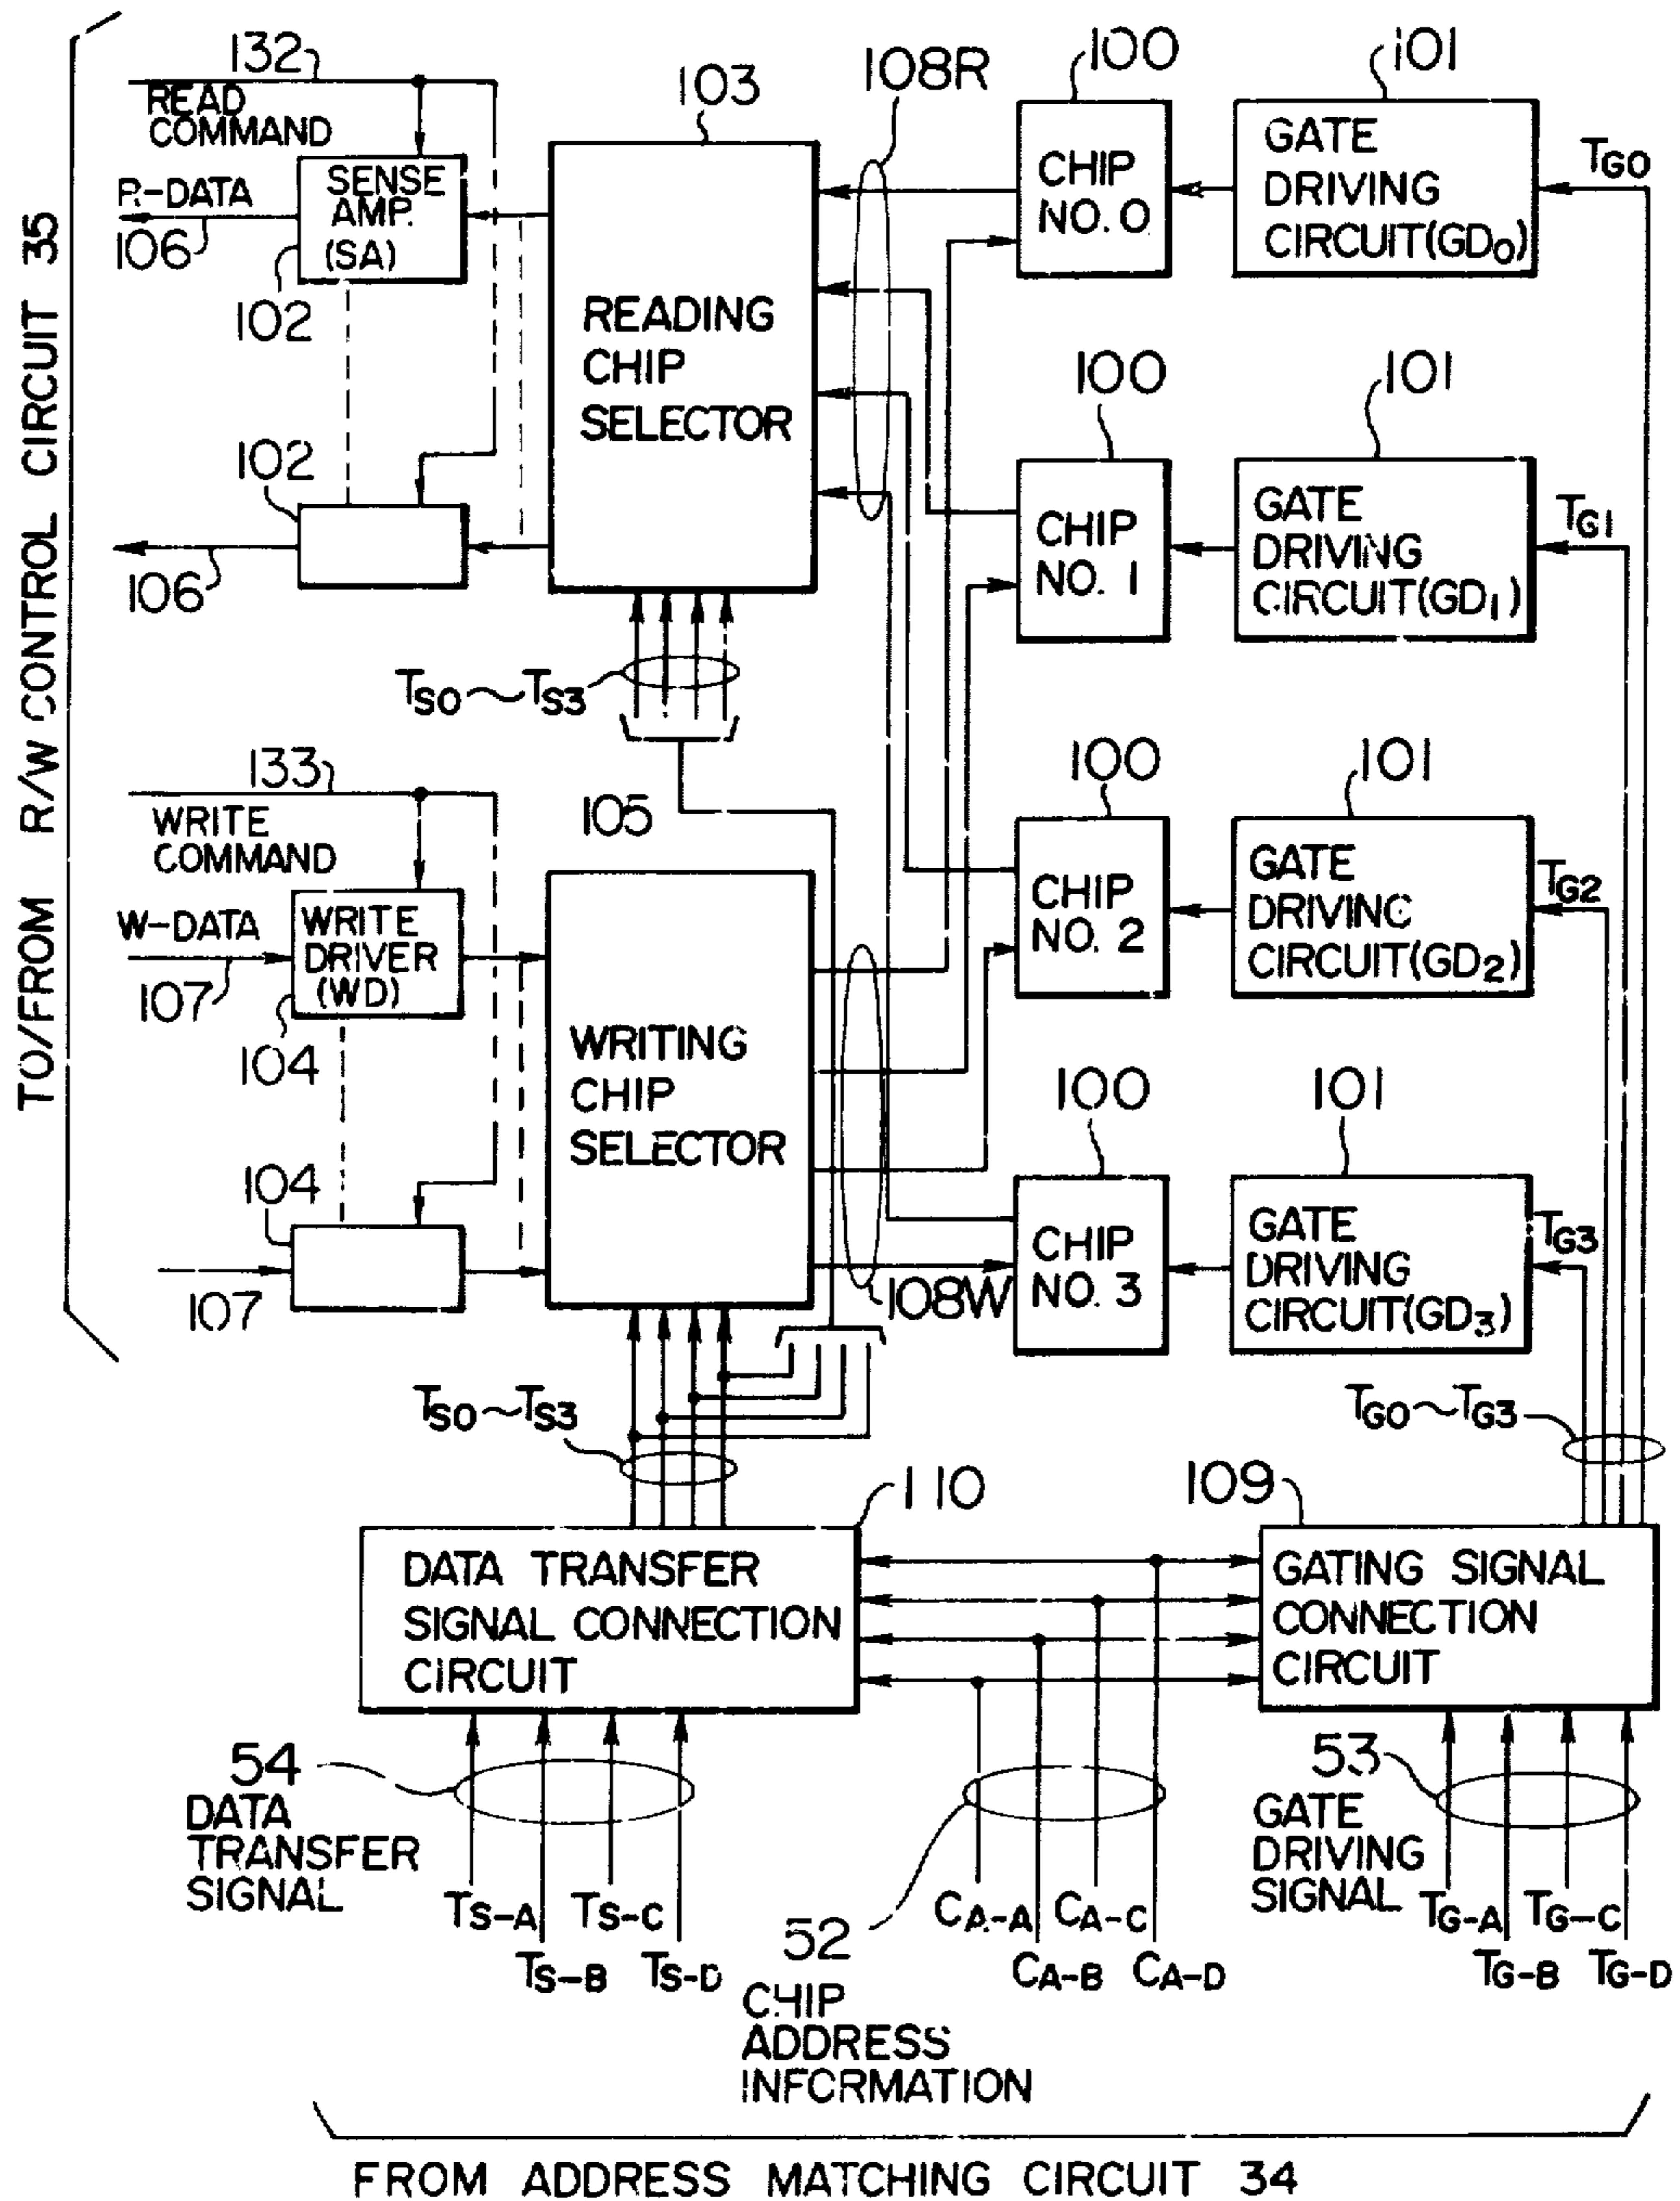 TO/FROM R/W CONTROL CIRCUIT 35
132
READ
COMMAND
R-DATA
106
SENSE
AMP.
(SA)
102
102
106
103
READING
CHIP
SELECTOR
108R
100
CHIP
NO. 0
101
GATE
DRIVING
CIRCUIT(GD0)
TG0
100
CHIP
NO. 1
101
GATE
DRIVING
CIRCUIT(GD1)
TG1
TS0~TS3
133
WRITE
COMMAND
W-DATA
107
WRITE
DRIVER
(WD)
104
104
107
105
WRITING
CHIP
SELECTOR
108W
100
CHIP
NO. 2
101
GATE
DRIVING
CIRCUIT(GD2)
TG2
100
CHIP
NO. 3
101
GATE
DRIVING
CIRCUIT(GD3)
TG3
TS0~TS3
TG0~TG3
110
DATA TRANSFER
SIGNAL CONNECTION
CIRCUIT
109
GATING SIGNAL
CONNECTION
CIRCUIT
54
DATA
TRANSFER
SIGNAL
TS-A TS-C
TS-B TS-D
52
CHIP
ADDRESS
INFORMATION
CA-A CA-C
CA-B CA-D
53
GATE
DRIVING
SIGNAL
TG-A TG-C
TG-B TG-D
FROM ADDRESS MATCHING CIRCUIT 34